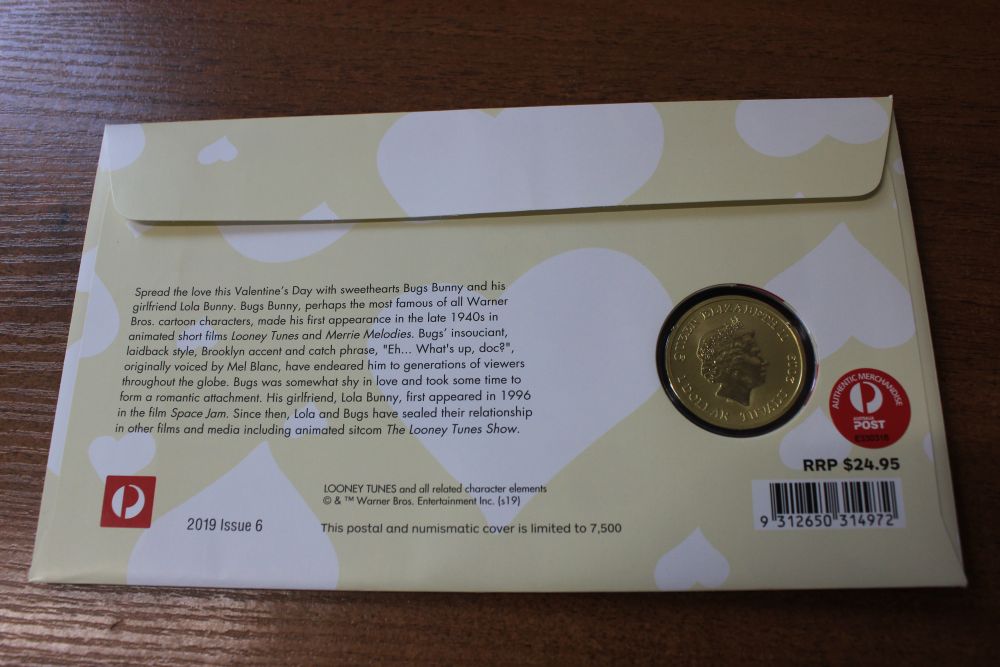 Spread the love this Valentine's Day with sweethearts Bugs Bunny and his
girlfriend Lola Bunny. Bugs Bunny, perhaps the most famous of all Warner
Bros. cartoon characters, made his first appearance in the late 1940s in
animated short films Looney Tunes and Merrie Melodies. Bugs' insouciant,
laidback style, Brooklyn accent and catch phrase, "Eh... What's up, doc?",
originally voiced by Mel Blanc, have endeared him to generations of viewers
throughout the globe. Bugs was somewhat shy in love and took some time to
form a romantic attachment. His girlfriend, Lola Bunny, first appeared in 1996
in the film Space Jam. Since then, Lola and Bugs have sealed their relationship
in other films and media including animated sitcom The Looney Tunes Show.
ELIZABETH II
1 DOLLAR
TUVALU
AUTHENTIC MERCHANDISE
AUSTRALIA
POST
RRP $24.95
9 312650 314972
LOONEY TUNES and all related character elements
© & ™ Warner Bros. Entertainment Inc. (s19)
2019 Issue 6
This postal and numismatic cover is limited to 7,500